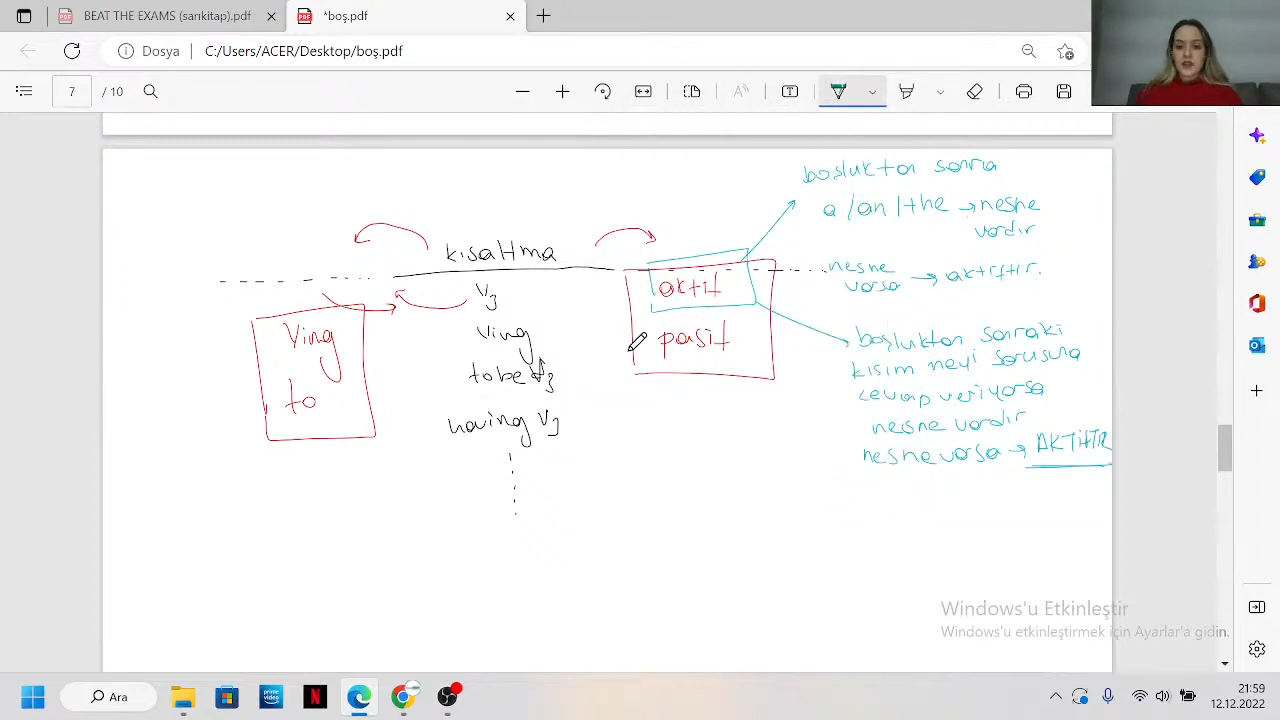 BEAT THE EXAMS (sarıkitap).pdf
*boş.pdf
Dosya
C:/Users/ACER/Desktop/boş.pdf
7 / 10
boşluktan sonra
a /an /the → nesne
vardır
kısaltma
nesne
varsa → aktiftir.
aktif
pasif
V3
Ving
to be V3
having V3
Ving
to
boşluktan sonraki
kısım neyi sorusuna
cevap veriyorsa
nesne vardır
nesne varsa → AKTİFTİR
Windows'u Etkinleştir
Windows'u etkinleştirmek için Ayarlar'a gidin.
Ara
prime video
21:59
12.12.2022